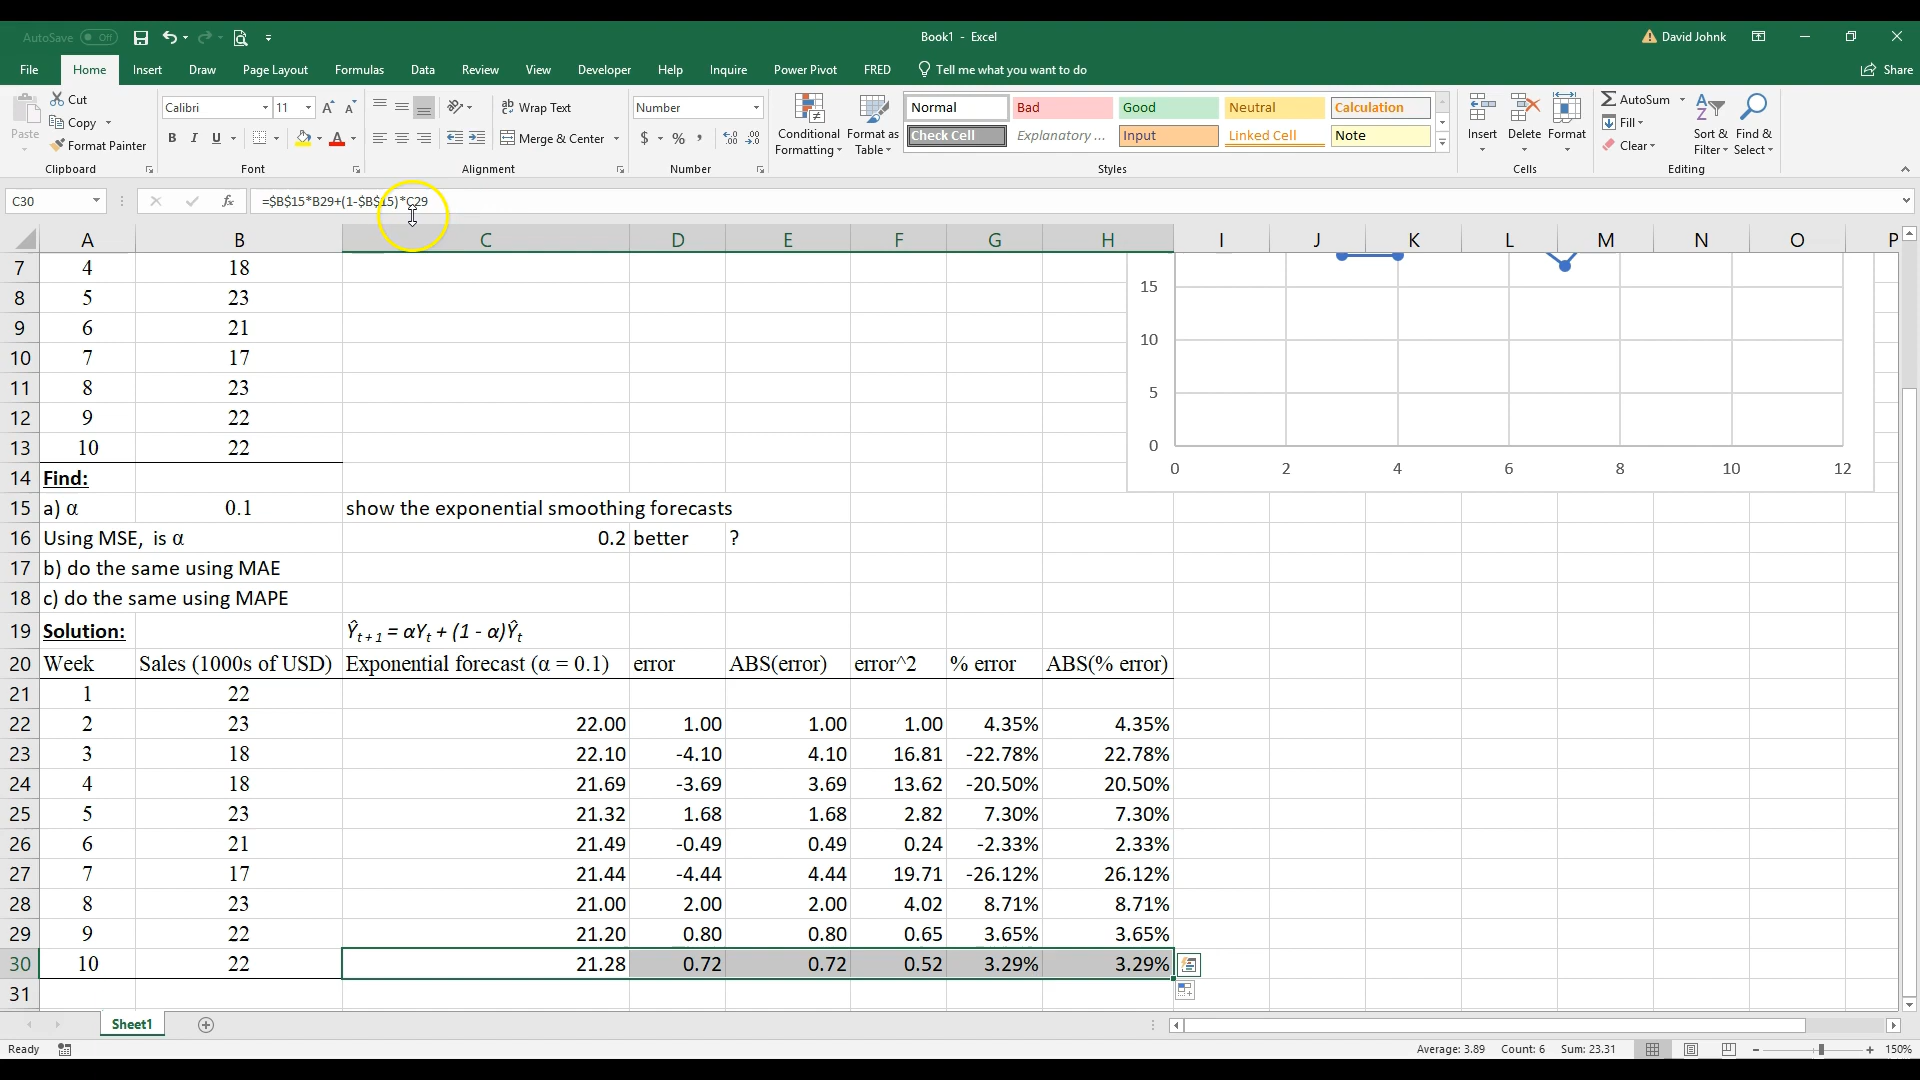 AutoSave Off
Book1 - Excel
David Johnk
File Home Insert Draw Page Layout Formulas Data Review View Developer Help Inquire Power Pivot FRED Tell me what you want to do Share
Paste
Cut
Copy
Format Painter
Clipboard
Calibri 11
B I U
Font
Wrap Text
Merge & Center
Alignment
Number
$ % ,
Number
Conditional Formatting
Format as Table
Normal Bad Good Neutral Calculation
Check Cell Explanatory ... Input Linked Cell Note
Styles
Insert Delete Format
Cells
AutoSum
Fill
Clear
Sort & Filter
Find & Select
Editing
C30 fx =$B$15*B29+(1-$B$15)*C29
A B C D E F G H I J K L M N O P
7 4 18
8 5 23
9 6 21
10 7 17
11 8 23
12 9 22
13 10 22
15
10
5
0
0 2 4 6 8 10 12
14 Find:
15 a) α 0.1 show the exponential smoothing forecasts
16 Using MSE, is α 0.2 better ?
17 b) do the same using MAE
18 c) do the same using MAPE
19 Solution: Ŷt+1 = αYt + (1 - α)Ŷt
20 Week Sales (1000s of USD) Exponential forecast (α = 0.1) error ABS(error) error^2 % error ABS(% error)
21 1 22
22 2 23 22.00 1.00 1.00 1.00 4.35% 4.35%
23 3 18 22.10 -4.10 4.10 16.81 -22.78% 22.78%
24 4 18 21.69 -3.69 3.69 13.62 -20.50% 20.50%
25 5 23 21.32 1.68 1.68 2.82 7.30% 7.30%
26 6 21 21.49 -0.49 0.49 0.24 -2.33% 2.33%
27 7 17 21.44 -4.44 4.44 19.71 -26.12% 26.12%
28 8 23 21.00 2.00 2.00 4.02 8.71% 8.71%
29 9 22 21.20 0.80 0.80 0.65 3.65% 3.65%
30 10 22 21.28 0.72 0.72 0.52 3.29% 3.29%
31
Sheet1
Ready Average: 3.89 Count: 6 Sum: 23.31 150%